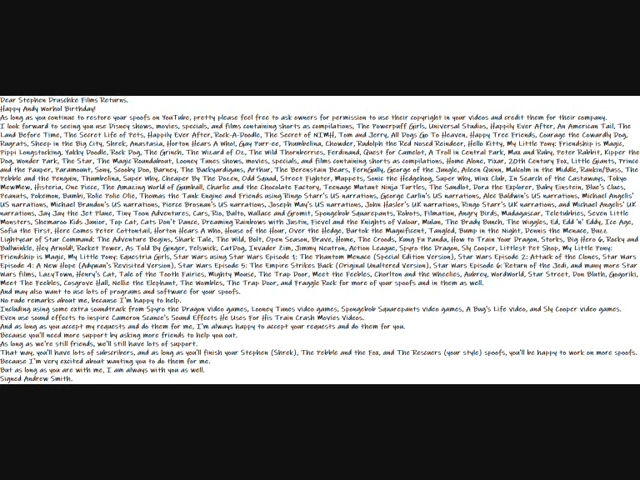 Dear Stephen Druschke Films Returns,
Happy Andy Warhol Birthday!
As long as you continue to restore your spoofs on YouTube, pretty please feel free to ask owners for permission to use their copyright in your videos and credit them for their company.
I look forward to seeing you use Disney shows, movies, specials, and films containing shorts as compilations, The Powerpuff Girls, Universal Studios, Happily Ever After, An American Tail, The
Land Before Time, The Secret Life of Pets, Happily Ever After, Rock-A-Doodle, The Secret of NIMH, Tom and Jerry, All Dogs Go To Heaven, Happy Tree Friends, Courage the Cowardly Dog,
Rugrats, Sheep in the Big City, Shrek, Anastasia, Horton Hears A Who!, Gay Purr-ee, Thumbelina, Chowder, Rudolph the Red Nosed Reindeer, Hello Kitty, My Little Pony: Friendship is Magic,
Pippi Longstocking, Yakky Doodle, Rock Dog, The Grinch, The Wizard of Oz, The Wild Thornberries, Ferdinand, Quest for Camelot, A Troll in Central Park, Max and Ruby, Peter Rabbit, Kipper the
Dog, Wonder Park, The Star, The Magic Roundabout, Looney Tunes shows, movies, specials, and films containing shorts as compilations, Home Alone, Pixar, 20th Century Fox, Little Giants, Prince
and the Pauper, Paramount, Sony, Scooby Doo, Barney, The Backyardigans, Arthur, The Berenstain Bears, FernGully, George of the Jungle, Aileen Quinn, Malcolm in the Middle, Rankin/Bass, The
Pebble and the Penguin, Thumbelina, Super Why, Cheaper By The Dozen, Odd Squad, Street Fighter, Muppets, Sonic the Hedgehog, Super Why, Winx Club, In Search of the Castaways, Tokyo
MewMew, Histeria, One Piece, The Amazing World of Gumball, Charlie and the Chocolate Factory, Teenage Mutant Ninja Turtles, The Sandlot, Dora the Explorer, Baby Einstein, Blue's Clues,
Peanuts, Pokemon, Bambi, Rolie Polie Olie, Thomas the Tank Engine and Friends using Ringo Starr's US narrations, George Carlin's US narrations, Alec Baldwin's US narrations, Michael Angelis'
US narrations, Michael Brandon's US narrations, Pierce Brosnan's US narrations, Joseph May's US narrations, John Hasler's UK narrations, Ringo Starr's UK narrations, and Michael Angelis' UK
narrations, Jay Jay the Jet Plane, Tiny Toon Adventures, Cars, Rio, Balto, Wallace and Gromit, Spongebob Squarepants, Robots, Filmation, Angry Birds, Madagascar, Teletubbies, Seven Little
Monsters, Shemaroo Kids Junior, Top Cat, Cats Don't Dance, Dreaming Rainbows with Justin, Fievel and the Knights of Valour, Mulan, The Brady Bunch, The Wiggles, Ed, Edd 'n' Eddy, Ice Age,
Sofia the First, Here Comes Peter Cottontail, Horton Hears A Who, House of the Hour, Over the Hedge, Bartok the Magnificent, Tangled, Bump in the Night, Dennis the Menace, Buzz
Lightyear of Star Command: The Adventure Begins, Shark Tale, The Wild, Bolt, Open Season, Brave, Home, The Croods, Kung Fu Panda, How to Train Your Dragon, Storks, Big Hero 6, Rocky and
Bullwinkle, Hey Arnold, Rocket Power, As Told By Ginger, Pelswick, CatDog, Invader Zim, Jimmy Neutron, Action League, Spyro the Dragon, Sly Cooper, Littlest Pet Shop, My Little Pony:
Friendship is Magic, My Little Pony: Equestria Girls, Star Wars using Star Wars Episode 1: The Phantom Menace (Special Edition Version), Star Wars Episode 2: Attack of the Clones, Star Wars
Episode 4: A New Hope (Adywan's Revisited Version), Star Wars Episode 5: The Empire Strikes Back (Original Unaltered Version), Star Wars Episode 6: Return of the Jedi, and many more Star
Wars films, LazyTown, Henry's Cat, Tale of the Tooth Fairies, Mighty Mouse, The Trap Door, Meet the Feebles, Chorlton and the Wheelies, Aubrey, WordWorld, Star Street, Don Bluth, Gogoriki,
Meet The Feebles, Cosgrove Hall, Nellie the Elephant, The Wombles, The Trap Door, and Fraggle Rock for more of your spoofs and in them as well.
And may also want to use lots of programs and software for your spoofs.
No rude remarks about me, because I'm happy to help.
Including using some extra soundtrack from Spyro the Dragon video games, Looney Tunes video games, Spongebob Squarepants video games, A Bug's Life video, and Sly Cooper video games.
Even use sound effects to improve Cameron Scance's Sound Effects He Uses For His Train Crash Movies Videos.
And as long as you accept my requests and do them for me, I'm always happy to accept your requests and do them for you.
Because you'll need more support by asking more friends to help you out.
As long as we're still friends, we'll still have lots of support.
That way, you'll have lots of subscribers, and as long as you'll finish your Stephen (Shrek), The Pebble and the Fox, and The Rescuers (your style) spoofs, you'll be happy to work on more spoofs.
Because I'm very excited about wanting you to do them for me.
But as long as you are with me, I am always with you as well.
Signed Andrew Smith.